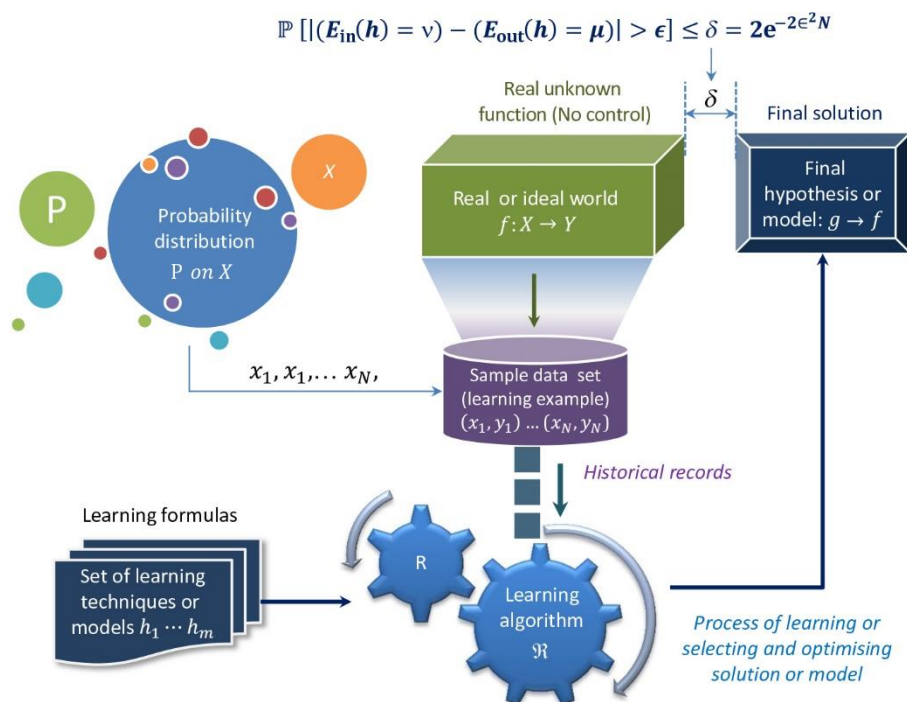 ℙ [|(E_in(h) = ν) − (E_out(h) = μ)| > ϵ] ≤ δ = 2e^{−2∈²N}
Real unknown
function (No control)
δ
Final solution
P
X
Probability
distribution
P on X
Real or ideal world
f: X → Y
Final
hypothesis or
model: g → f
x₁, x₁,… x_N,
Sample data set
(learning example)
(x₁, y₁) … (x_N, y_N)
Historical records
Learning formulas
Set of learning
techniques or
models h₁ ⋯ h_m
R
Learning
algorithm
ℜ
Process of learning or
selecting and optimising
solution or model